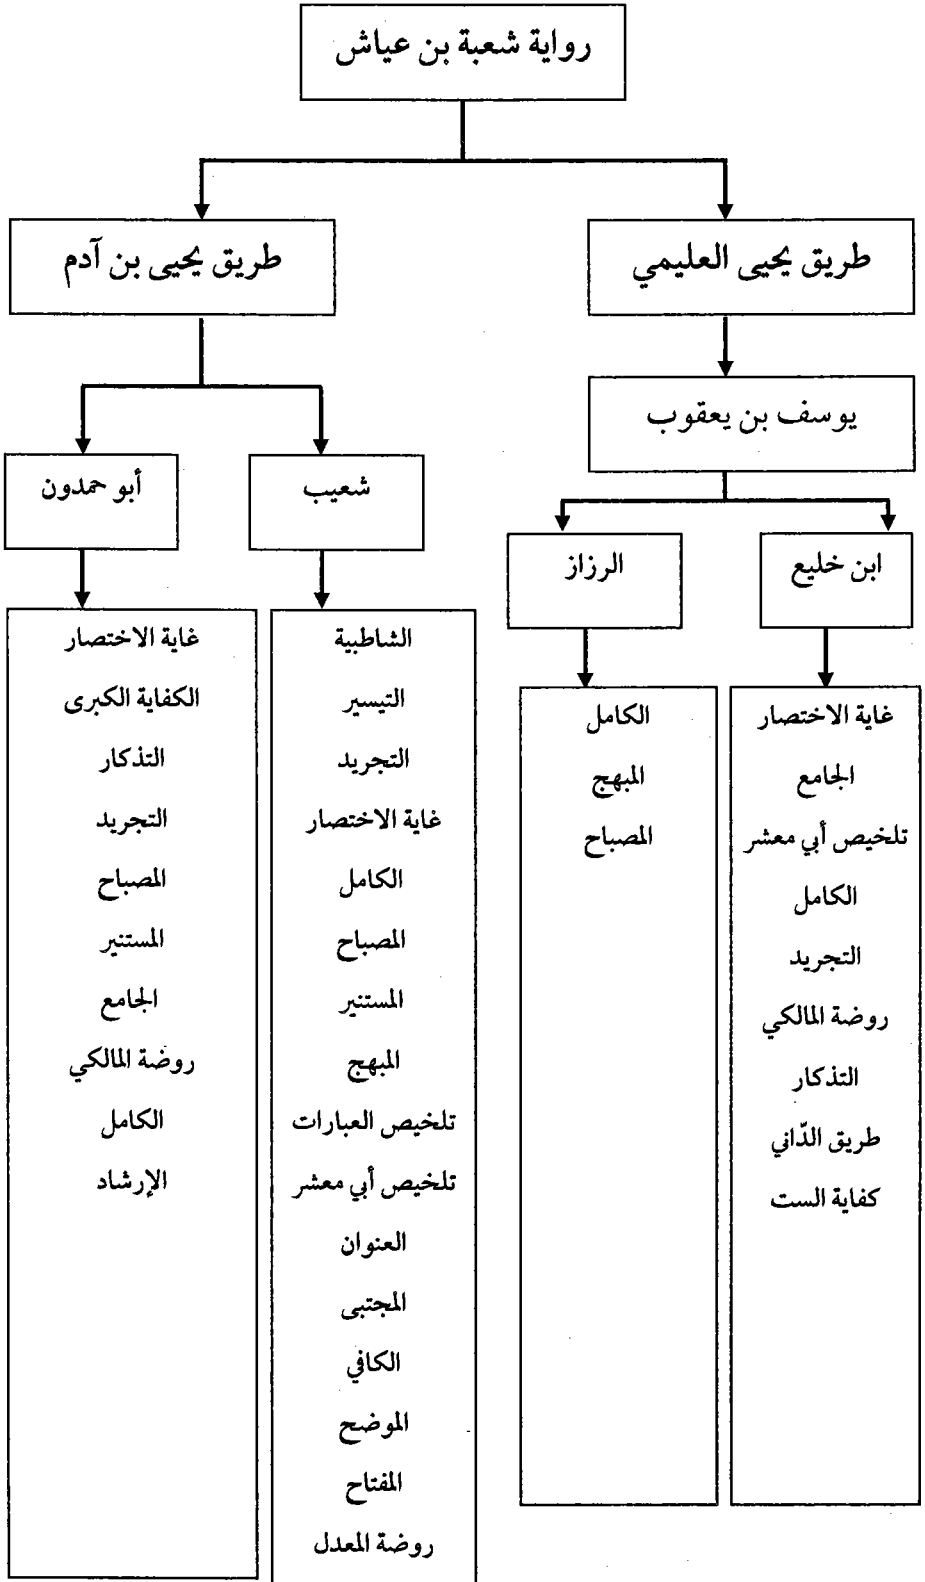 رواية شعبة بن عياش
طريق يحيى العليمي
طريق يحيى بن آدم
يوسف بن يعقوب
ابن خليع
الرزاز
شعيب
أبو حمدون
غاية الاختصار
الجامع
تلخيص أبي معشر
الكامل
التجريد
روضة المالكي
التذكار
طريق الدّاني
كفاية الست
الكامل
المبهج
المصباح
الشاطبية
التيسير
التجريد
غاية الاختصار
الكامل
المصباح
المستنير
المبهج
تلخيص العبارات
تلخيص أبي معشر
العنوان
المجتبى
الكافي
الموضح
المفتاح
روضة المعدل
غاية الاختصار
الكفاية الكبرى
التذكار
التجريد
المصباح
المستنير
الجامع
روضة المالكي
الكامل
الإرشاد